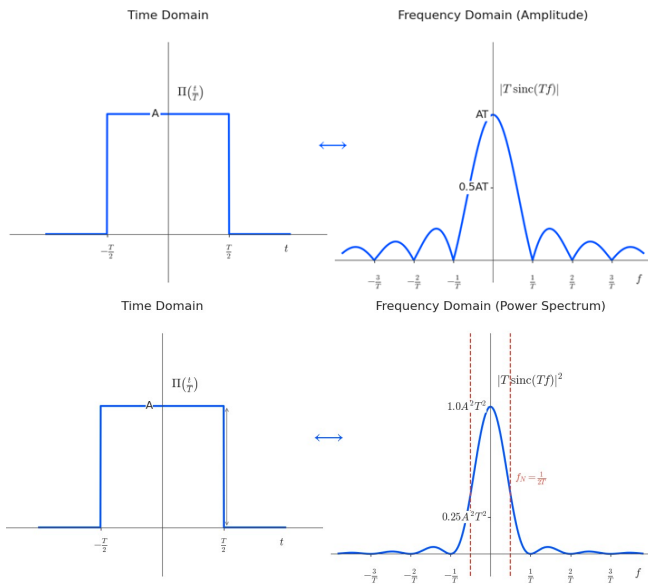 Time Domain
Frequency Domain (Amplitude)
Π(t/T)
|T sinc(Tf)|
A
AT
0.5AT
↔
-T/2
T/2
t
-3/T
-2/T
-1/T
1/T
2/T
3/T
f
Time Domain
Frequency Domain (Power Spectrum)
Π(t/T)
|T sinc(Tf)|²
A
1.0A²T²
↔
f_N = 1/2T
0.25A²T²
-T/2
T/2
t
-3/T
-2/T
-1/T
1/T
2/T
3/T
f